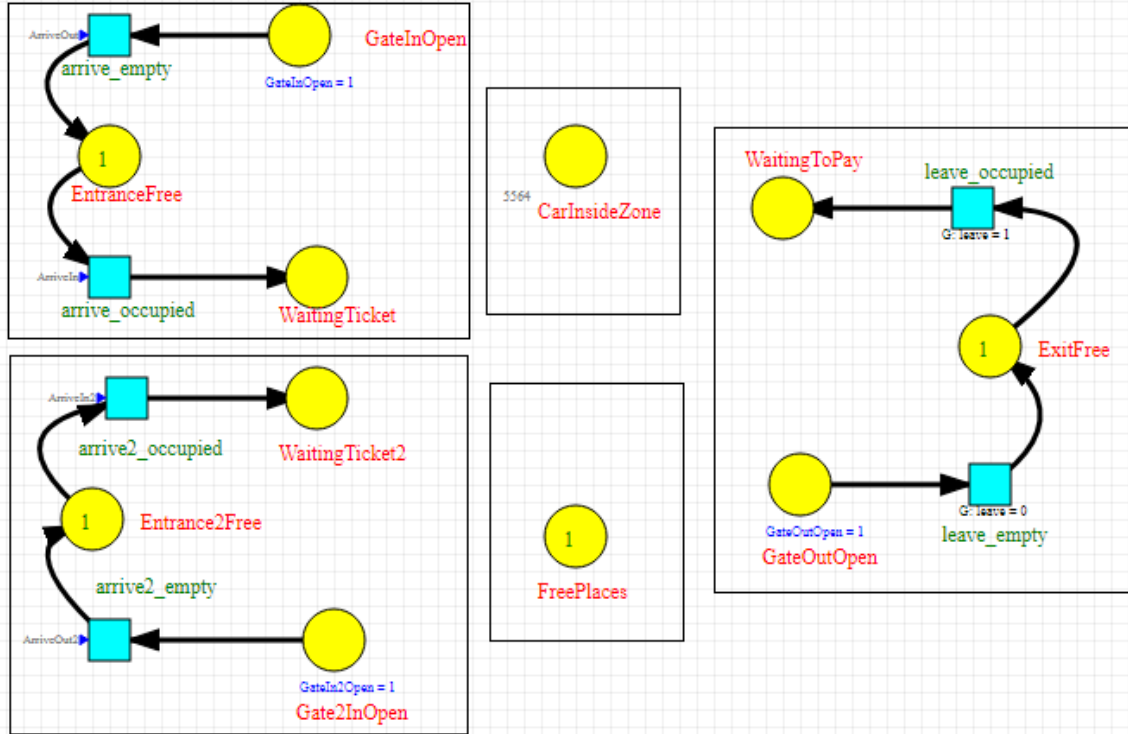 ArriveOut
GateInOpen
arrive_empty
GateInOpen = 1
1
EntranceFree
ArriveIn
arrive_occupied
WaitingTicket
5564
CarInsideZone
WaitingToPay
leave_occupied
G: leave = 1
1
ExitFree
GateOutOpen = 1
GateOutOpen
G: leave = 0
leave_empty
ArriveIn2
arrive2_occupied
WaitingTicket2
1
Entrance2Free
arrive2_empty
ArriveOut2
GateIn2Open = 1
Gate2InOpen
1
FreePlaces